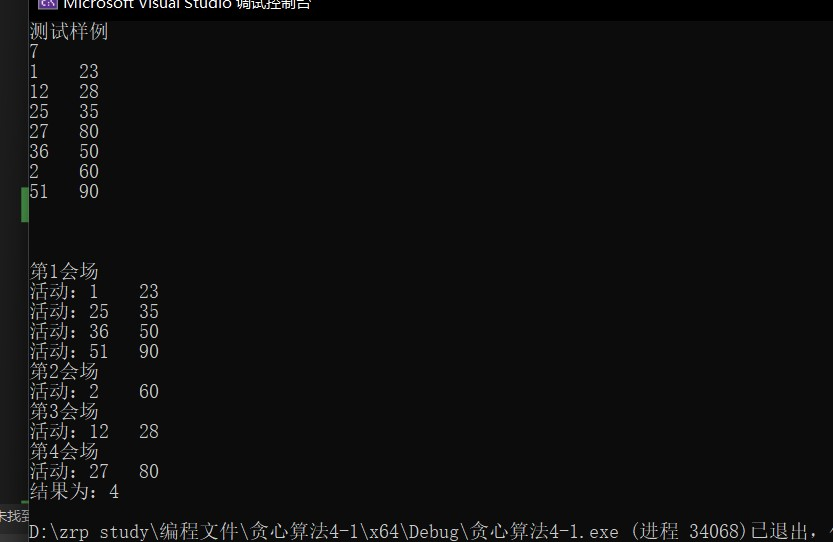 Microsoft Visual Studio 调试控制台
测试样例
7
1 23
12 28
25 35
27 80
36 50
2 60
51 90
第1会场
活动：1 23
活动：25 35
活动：36 50
活动：51 90
第2会场
活动：2 60
第3会场
活动：12 28
第4会场
活动：27 80
结果为：4
未找到
D:\zrp study\编程文件\贪心算法4-1\x64\Debug\贪心算法4-1.exe (进程 34068)已退出，